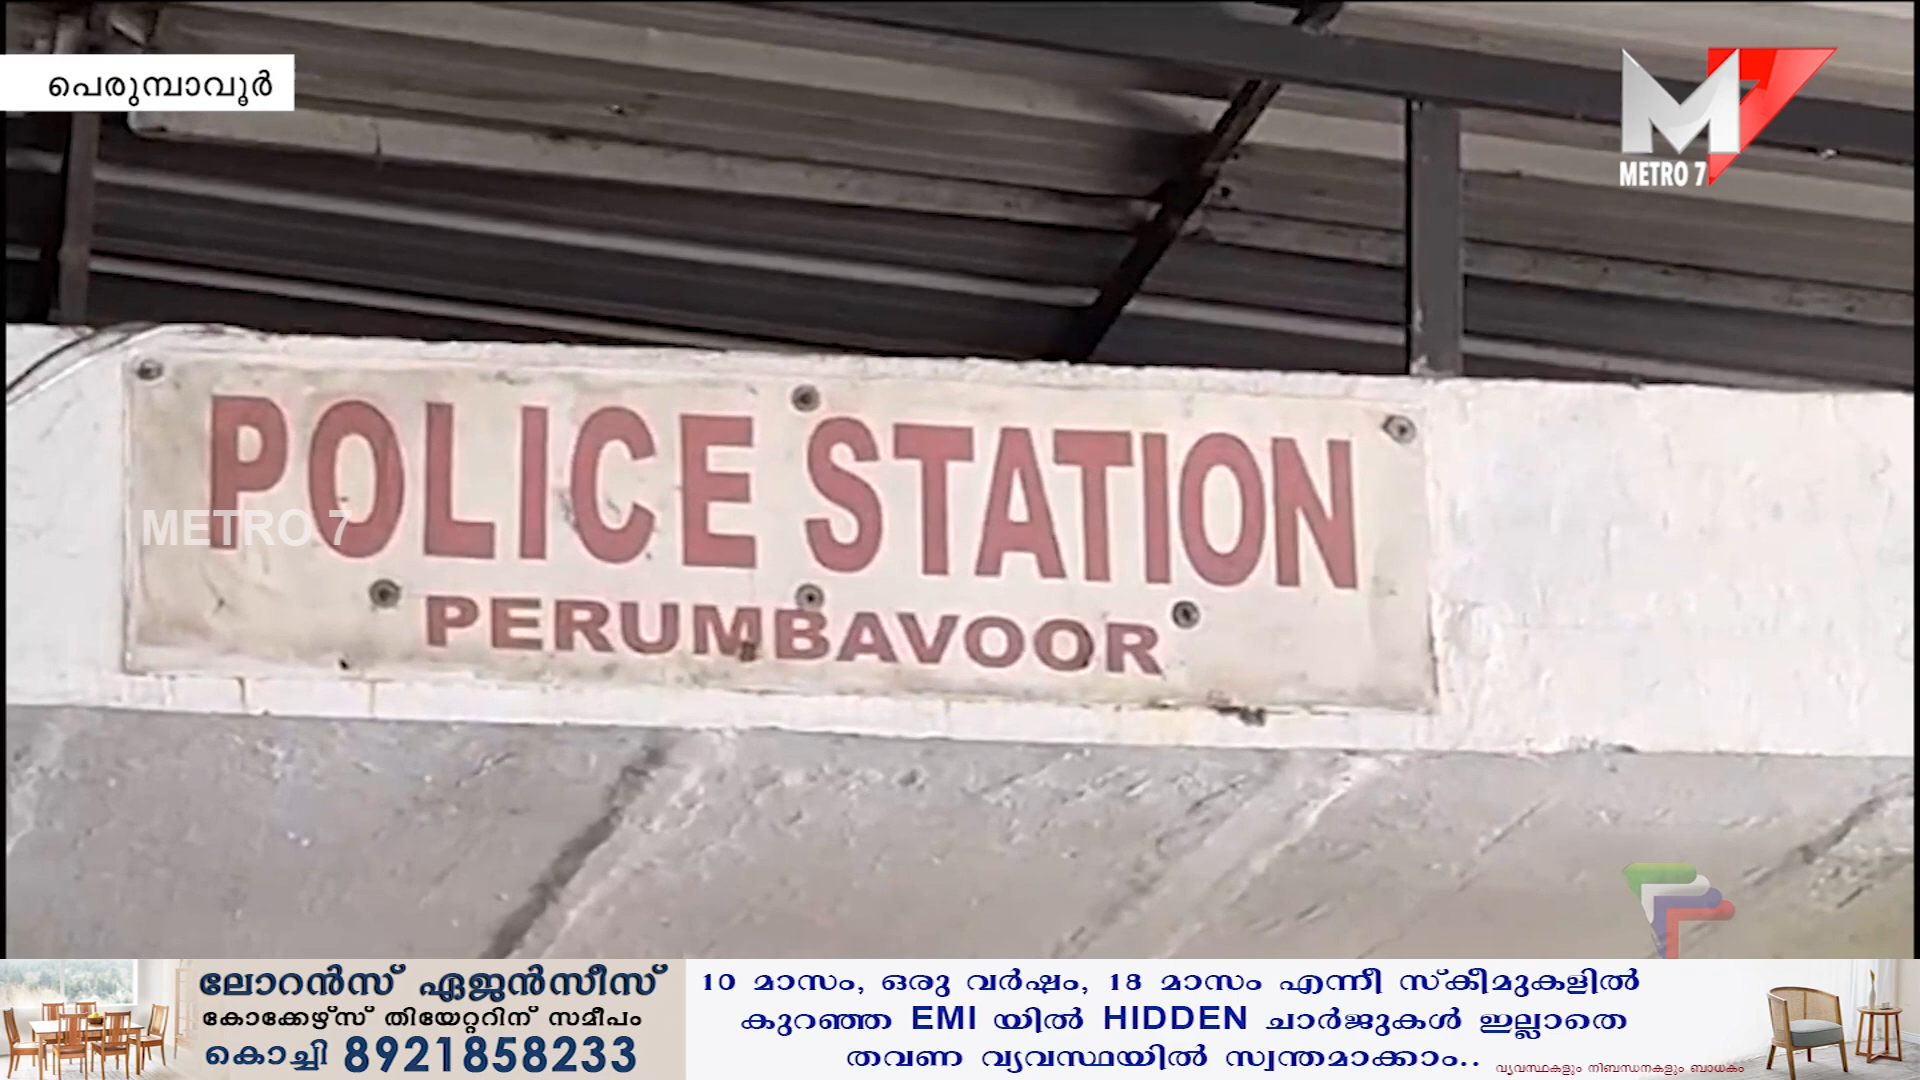 പെരുമ്പാവൂർ
M7
METRO 7
POLICE STATION
METRO 7
PERUMBAVOOR
ലോറൻസ് ഏജൻസീസ്
കോക്കേഴ്സ് തിയേറ്ററിന് സമീപം
കൊച്ചി 8921858233
10 മാസം, ഒരു വർഷം, 18 മാസം എന്നീ സ്കീമുകളിൽ
കുറഞ്ഞ EMI യിൽ HIDDEN ചാർജുകൾ ഇല്ലാതെ
തവണ വ്യവസ്ഥയിൽ സ്വന്തമാക്കാം..
വ്യവസ്ഥകളും നിബന്ധനകളും ബാധകം